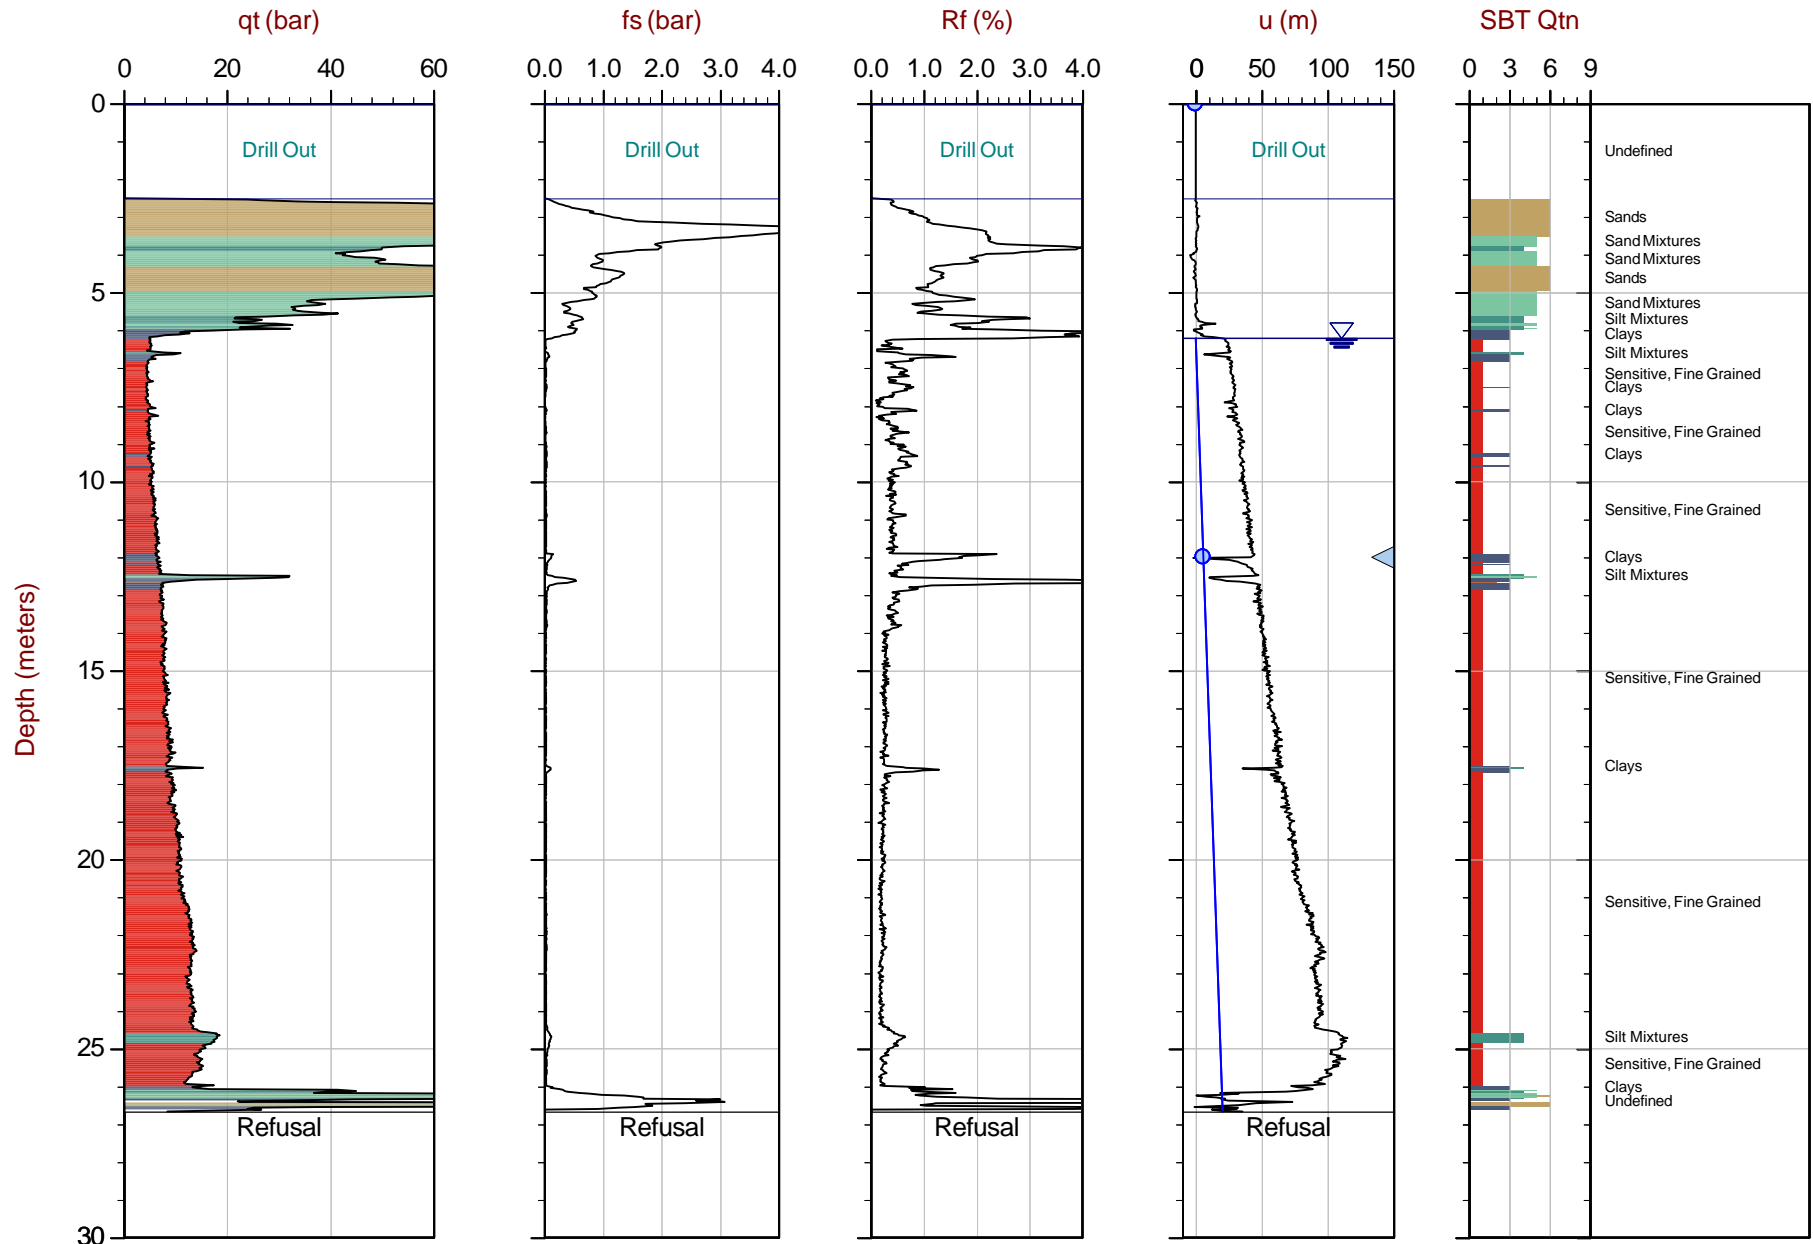 qt (bar) fs (bar) Rf (%) u (m) SBT Qtn
0 20 40 60 0.0 1.0 2.0 3.0 4.0 0.0 1.0 2.0 3.0 4.0 0 50 100 150 0 3 6 9
0
Drill Out Drill Out Drill Out Drill Out Undefined
Sands
Sand Mixtures
Sand Mixtures
Sands
5
Sand Mixtures
Silt Mixtures
Clays
Silt Mixtures
Sensitive, Fine Grained
Clays
Clays
Sensitive, Fine Grained
Clays
10
Sensitive, Fine Grained
Clays
Silt Mixtures
Depth (meters)
15
Sensitive, Fine Grained
Clays
20
Sensitive, Fine Grained
Silt Mixtures
25
Sensitive, Fine Grained
Clays
Undefined
Refusal Refusal Refusal Refusal
30